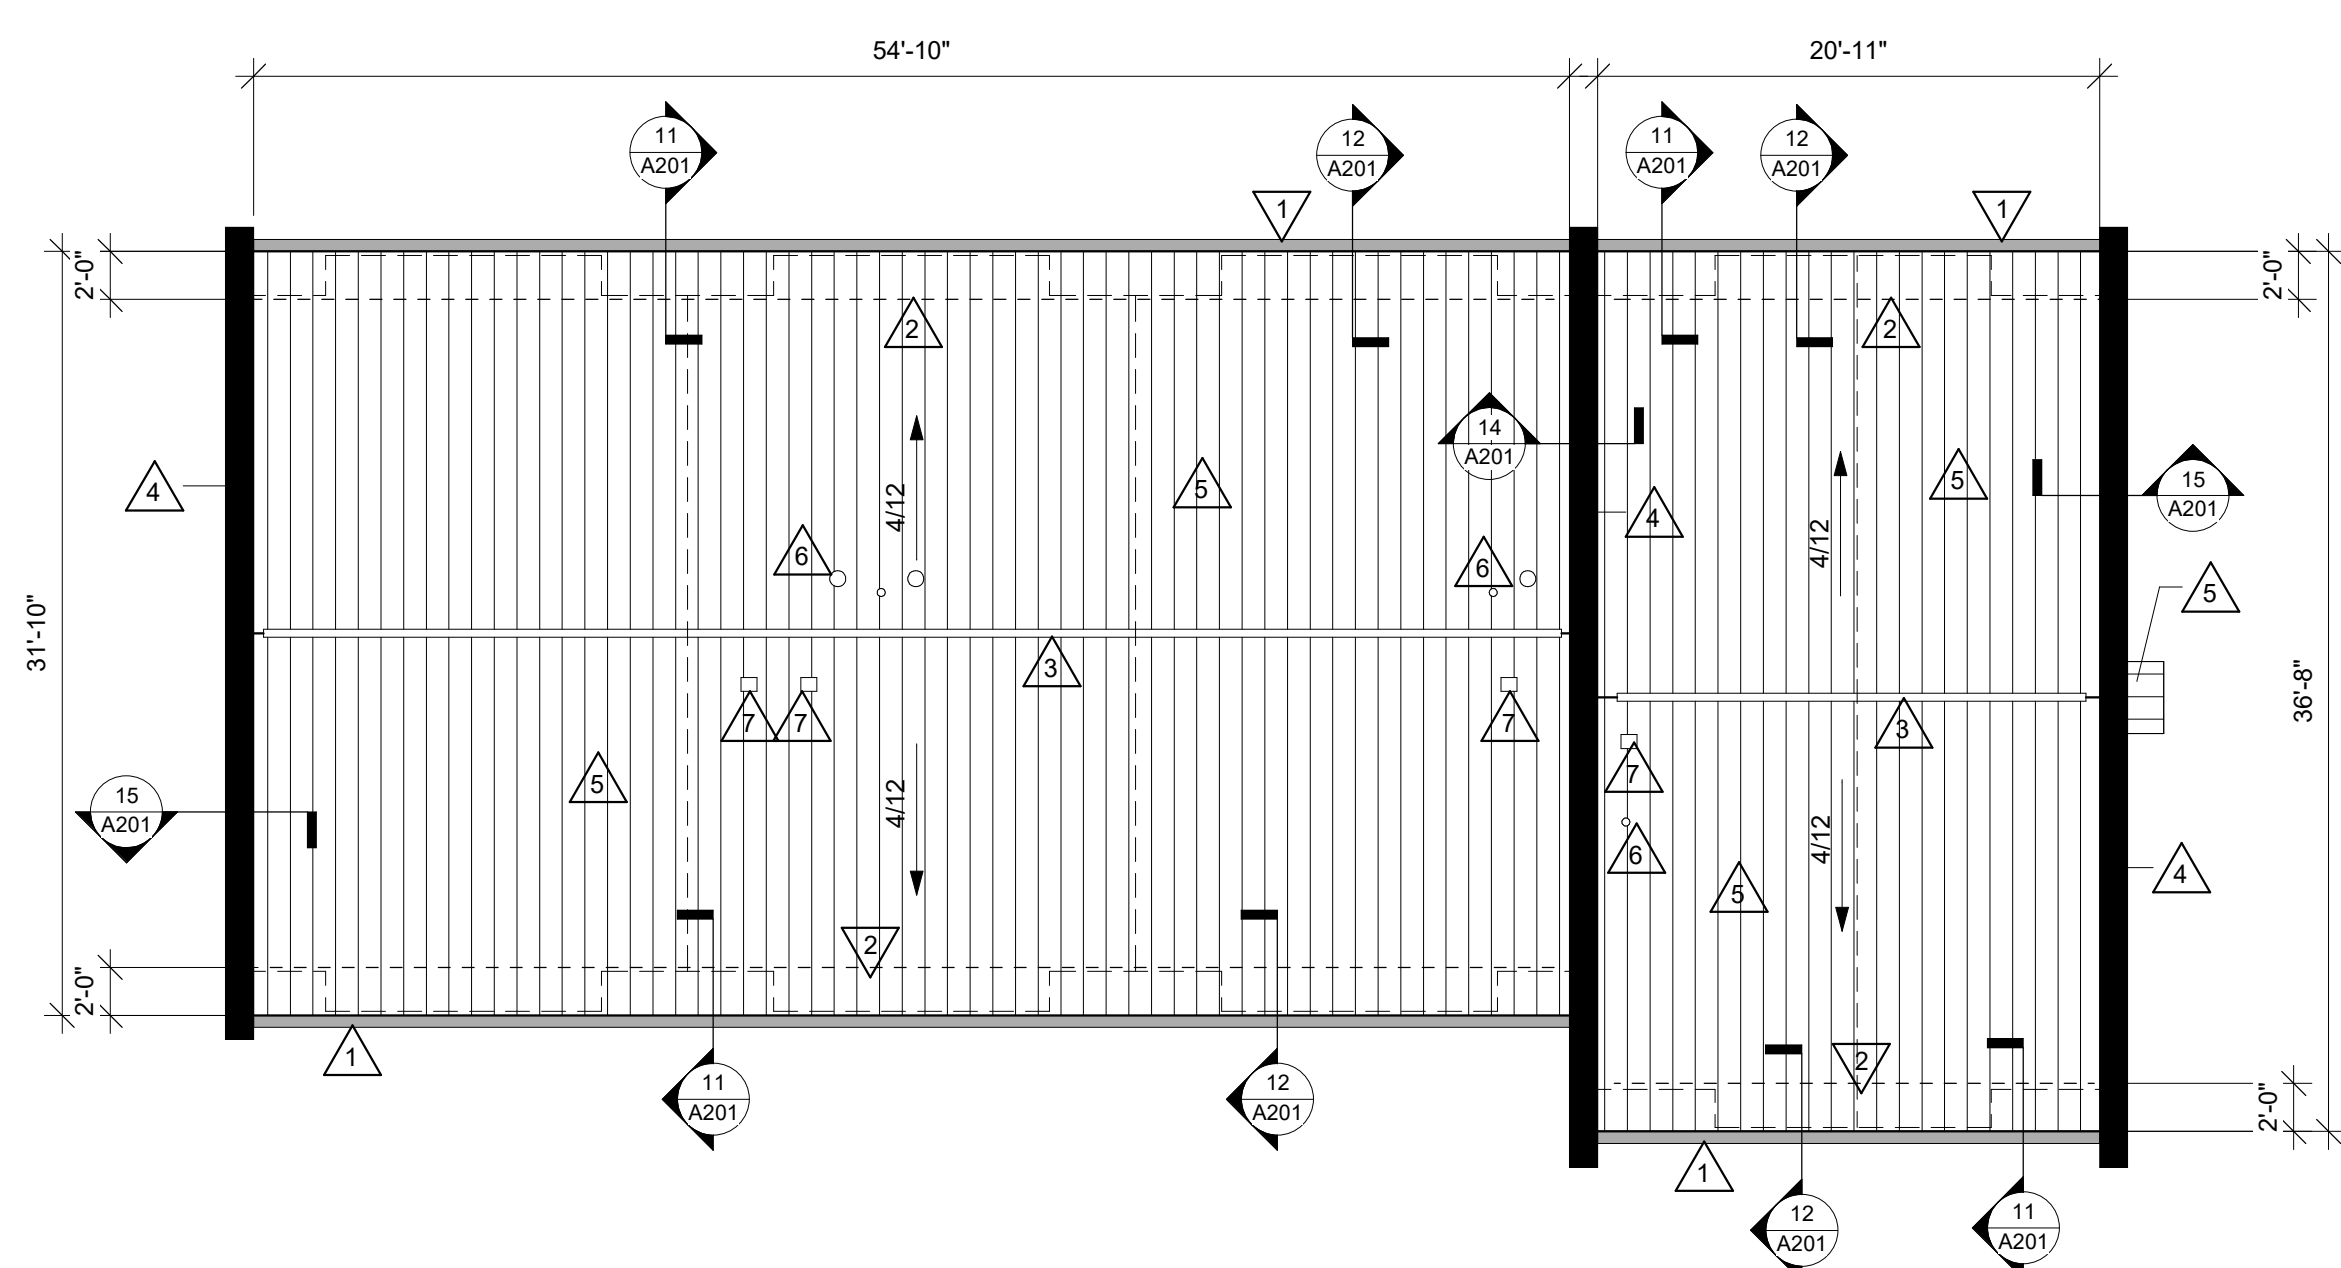 54'-10" 20'-11"
11 12 11 12
A201 A201 A201 A201
1 1
2'-0" 2'-0"
2 2
14
A201
4 5 4 4/12 5 15
4/12 A201
6 6 5
31'-10" 3 36'-8"
7 7 7 3
7
15 5 4/12 4/12
A201 6 4
5
2
2'-0" 2'-0"
1 2
11 12
A201 A201
1
12 11
A201 A201